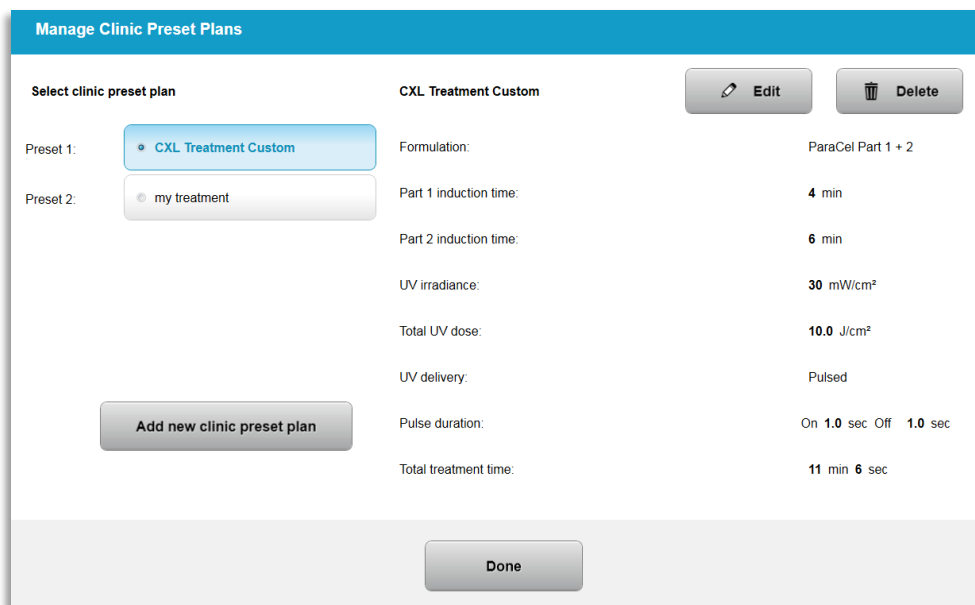 Manage Clinic Preset Plans
Select clinic preset plan
CXL Treatment Custom
Edit
Delete
Preset 1:
CXL Treatment Custom
Preset 2:
my treatment
Add new clinic preset plan
Formulation: ParaCel Part 1 + 2
Part 1 induction time: 4 min
Part 2 induction time: 6 min
UV irradiance: 30 mW/cm²
Total UV dose: 10.0 J/cm²
UV delivery: Pulsed
Pulse duration: On 1.0 sec Off 1.0 sec
Total treatment time: 11 min 6 sec
Done